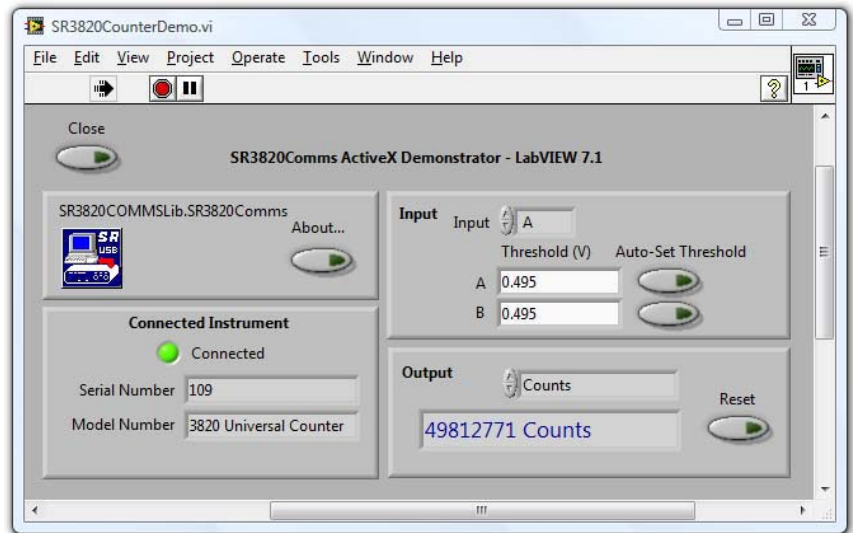 SR3820CounterDemo.vi
File Edit View Project Operate Tools Window Help
1
Close
SR3820Comms ActiveX Demonstrator - LabVIEW 7.1
SR3820COMMSLib.SR3820Comms
SR
USB
About...
Connected Instrument
Connected
Serial Number 109
Model Number 3820 Universal Counter
Input Input A
Threshold (V) Auto-Set Threshold
A 0.495
B 0.495
Output Counts
Reset
49812771 Counts